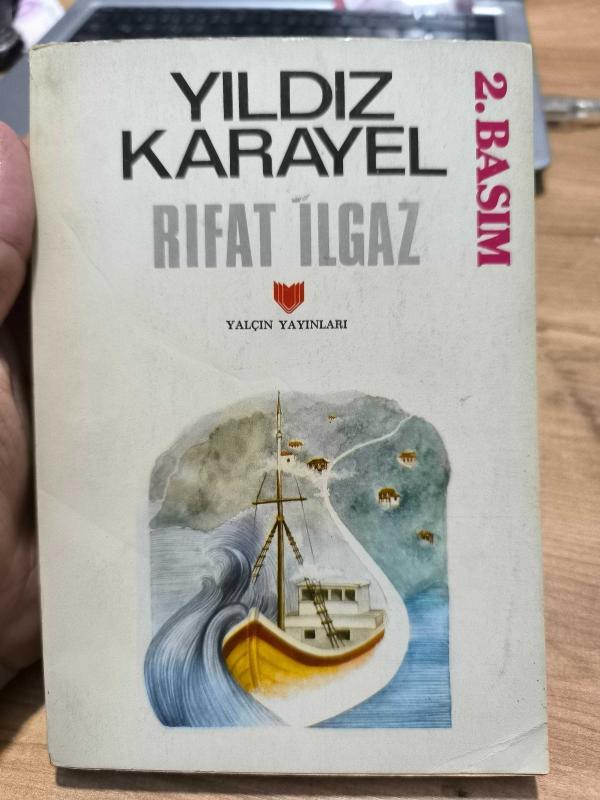 YILDIZ
KARAYEL
RIFAT ILGAZ
YALÇIN YAYINLARI
2. BASIM